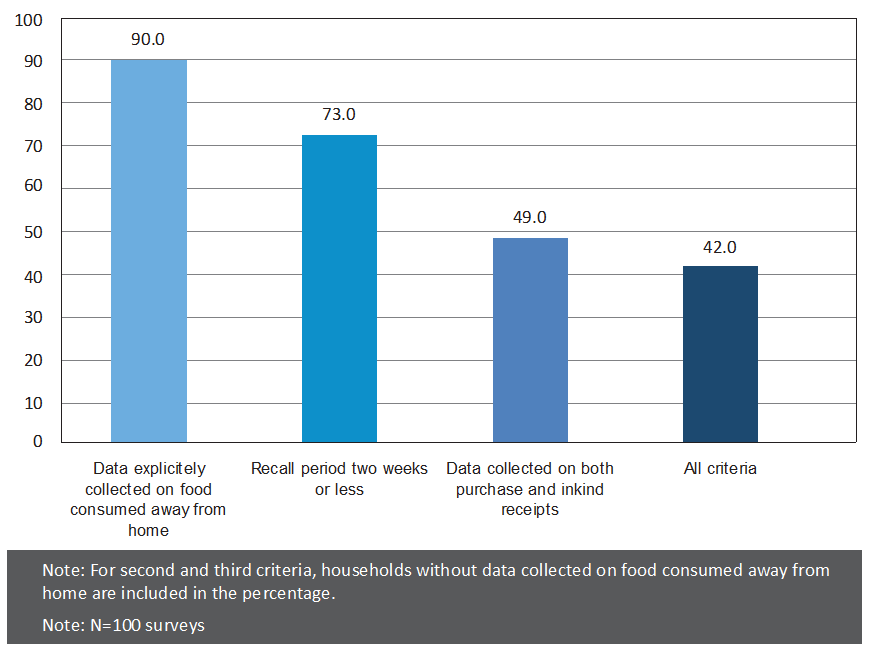 100
90
80
70
60
50
40
30
20
10
0
90.0
73.0
49.0
42.0
Data explicitely
collected on food
consumed away from
home
Recall period two weeks
or less
Data collected on both
purchase and inkind
receipts
All criteria
Note: For second and third criteria, households without data collected on food consumed away from
home are included in the percentage.
Note: N=100 surveys